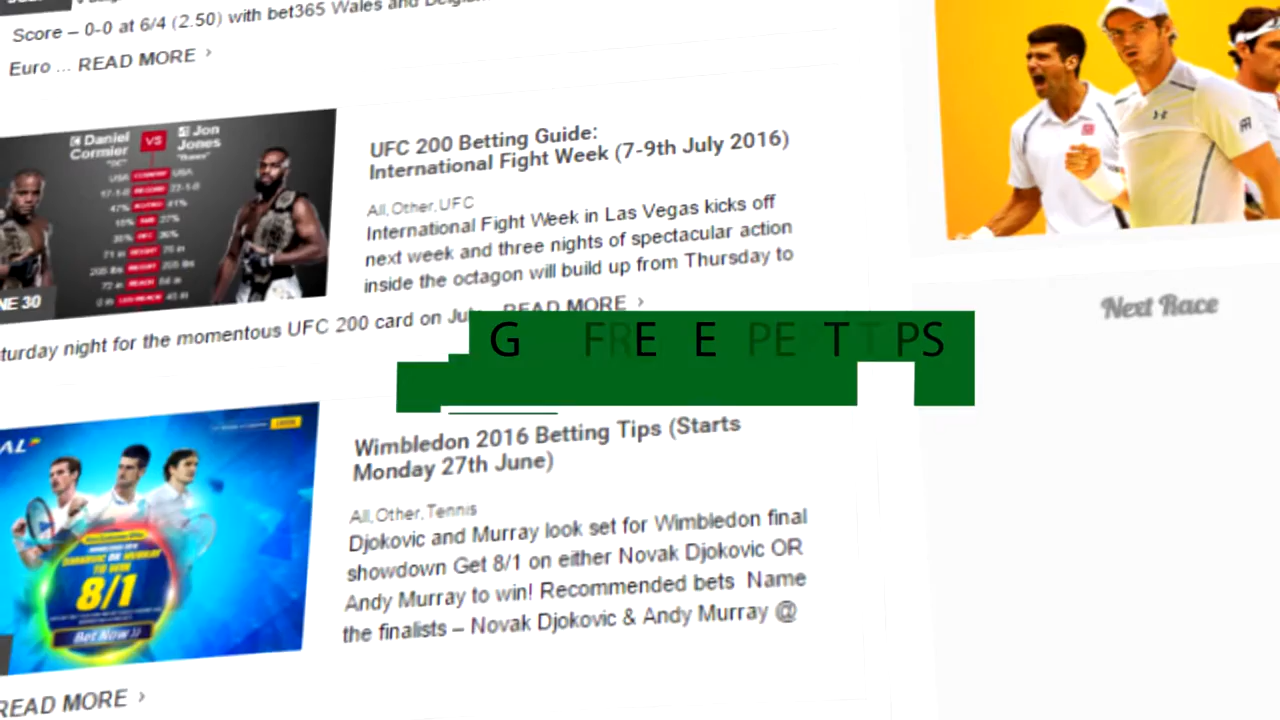 Score – 0-0 at 6/4 (2.50) with bet365 Wales and
Euro ... READ MORE ›
Daniel Cormier
VS
Jon Jones
UFC 200 Betting Guide:
International Fight Week (7-9th July 2016)
All, Other, UFC
International Fight Week in Las Vegas kicks off
next week and three nights of spectacular action
inside the octagon will build up from Thursday to
NE 30
READ MORE ›
turday night for the momentous UFC 200 card on
G FREE E PE T T PS
Next Race
Wimbledon 2016 Betting Tips (Starts
Monday 27th June)
All, Other, Tennis
Djokovic and Murray look set for Wimbledon final
showdown Get 8/1 on either Novak Djokovic OR
Andy Murray to win! Recommended bets Name
the finalists – Novak Djokovic & Andy Murray @
TO WIN
8/1
Bet Now »
READ MORE ›